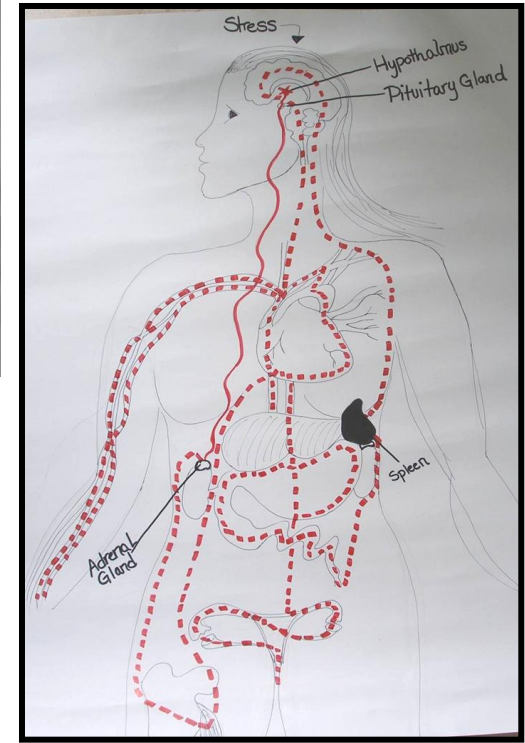 Stress
Hypothalmus
Pituitary Gland
Spleen
Adrenal
Gland